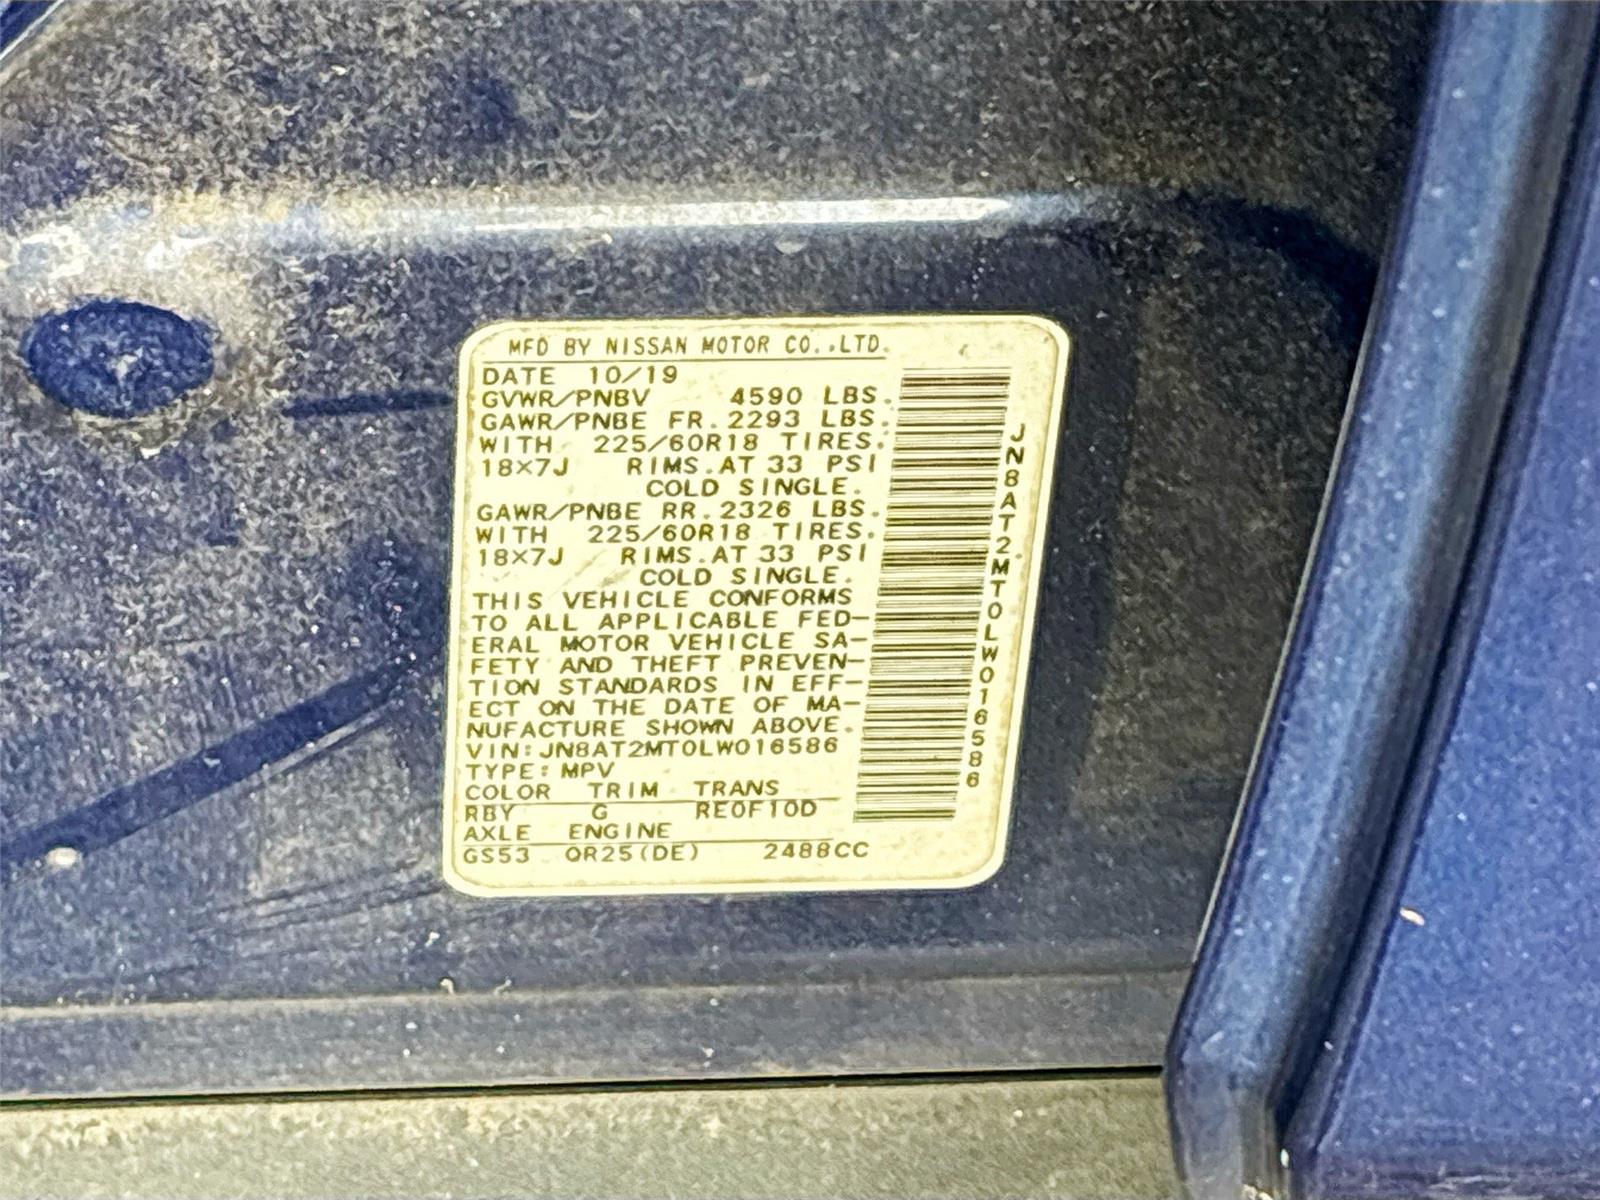 MFD BY NISSAN MOTOR CO.,LTD.
DATE 10/19
GVWR/PNBV 4590 LBS.
GAWR/PNBE FR. 2293 LBS.
WITH 225/60R18 TIRES.
18×7J RIMS. AT 33 PSI
COLD SINGLE.
GAWR/PNBE RR. 2326 LBS.
WITH 225/60R18 TIRES.
18×7J RIMS. AT 33 PSI
COLD SINGLE.
THIS VEHICLE CONFORMS
TO ALL APPLICABLE FED-
ERAL MOTOR VEHICLE SA-
FETY AND THEFT PREVEN-
TION STANDARDS IN EFF-
ECT ON THE DATE OF MA-
NUFACTURE SHOWN ABOVE.
VIN: JN8AT2MT0LW016586
TYPE: MPV
COLOR TRIM TRANS
RBY G RE0F10D
AXLE ENGINE
GS53 QR25(DE) 2488CC
JN8AT2MT0LW016586